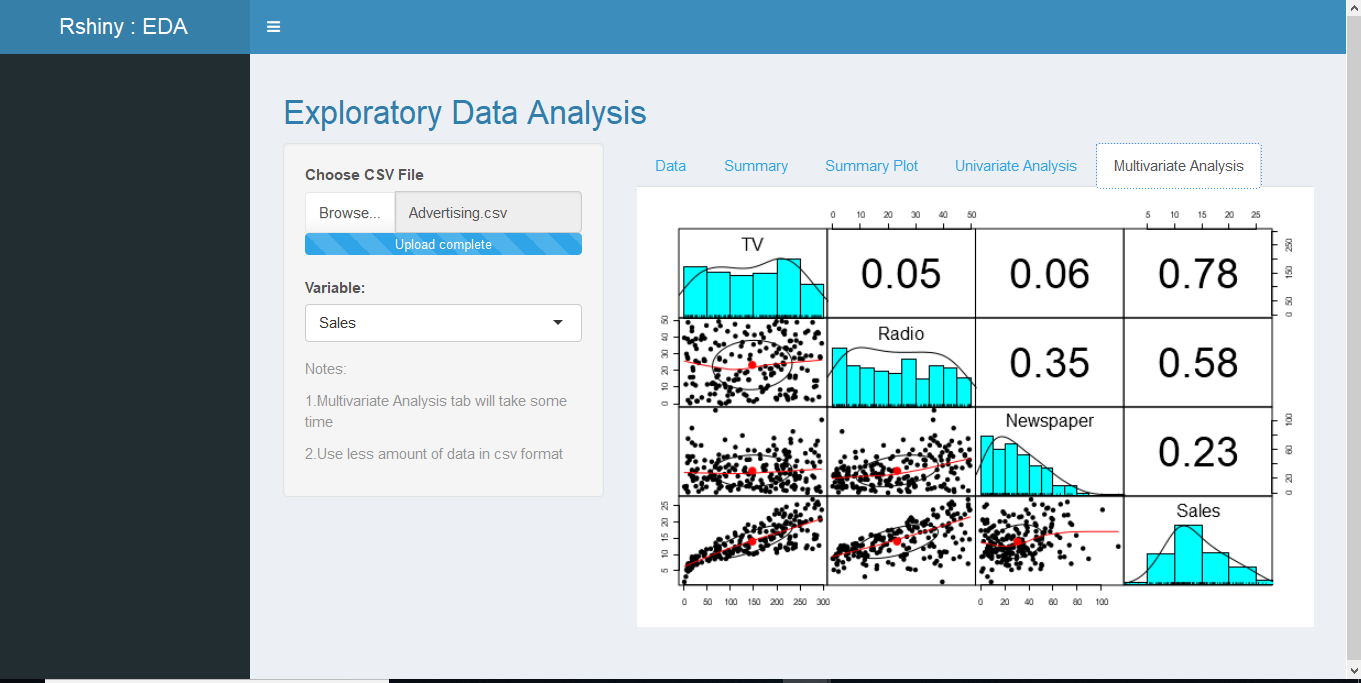 Rshiny : EDA
Exploratory Data Analysis
Choose CSV File
Browse... Advertising.csv
Upload complete
Variable:
Sales
Notes:
1.Multivariate Analysis tab will take some
time
2.Use less amount of data in csv format
Data Summary Summary Plot Univariate Analysis Multivariate Analysis
0 10 20 30 40 50 5 10 15 20 25
TV 0.05 0.06 0.78
0 50 150 250
0 10 20 30 40 50
Radio 0.35 0.58
Newspaper 0.23
0 20 60 100
5 10 15 20 25
Sales
0 50 100 150 200 250 300 0 20 40 60 80 100